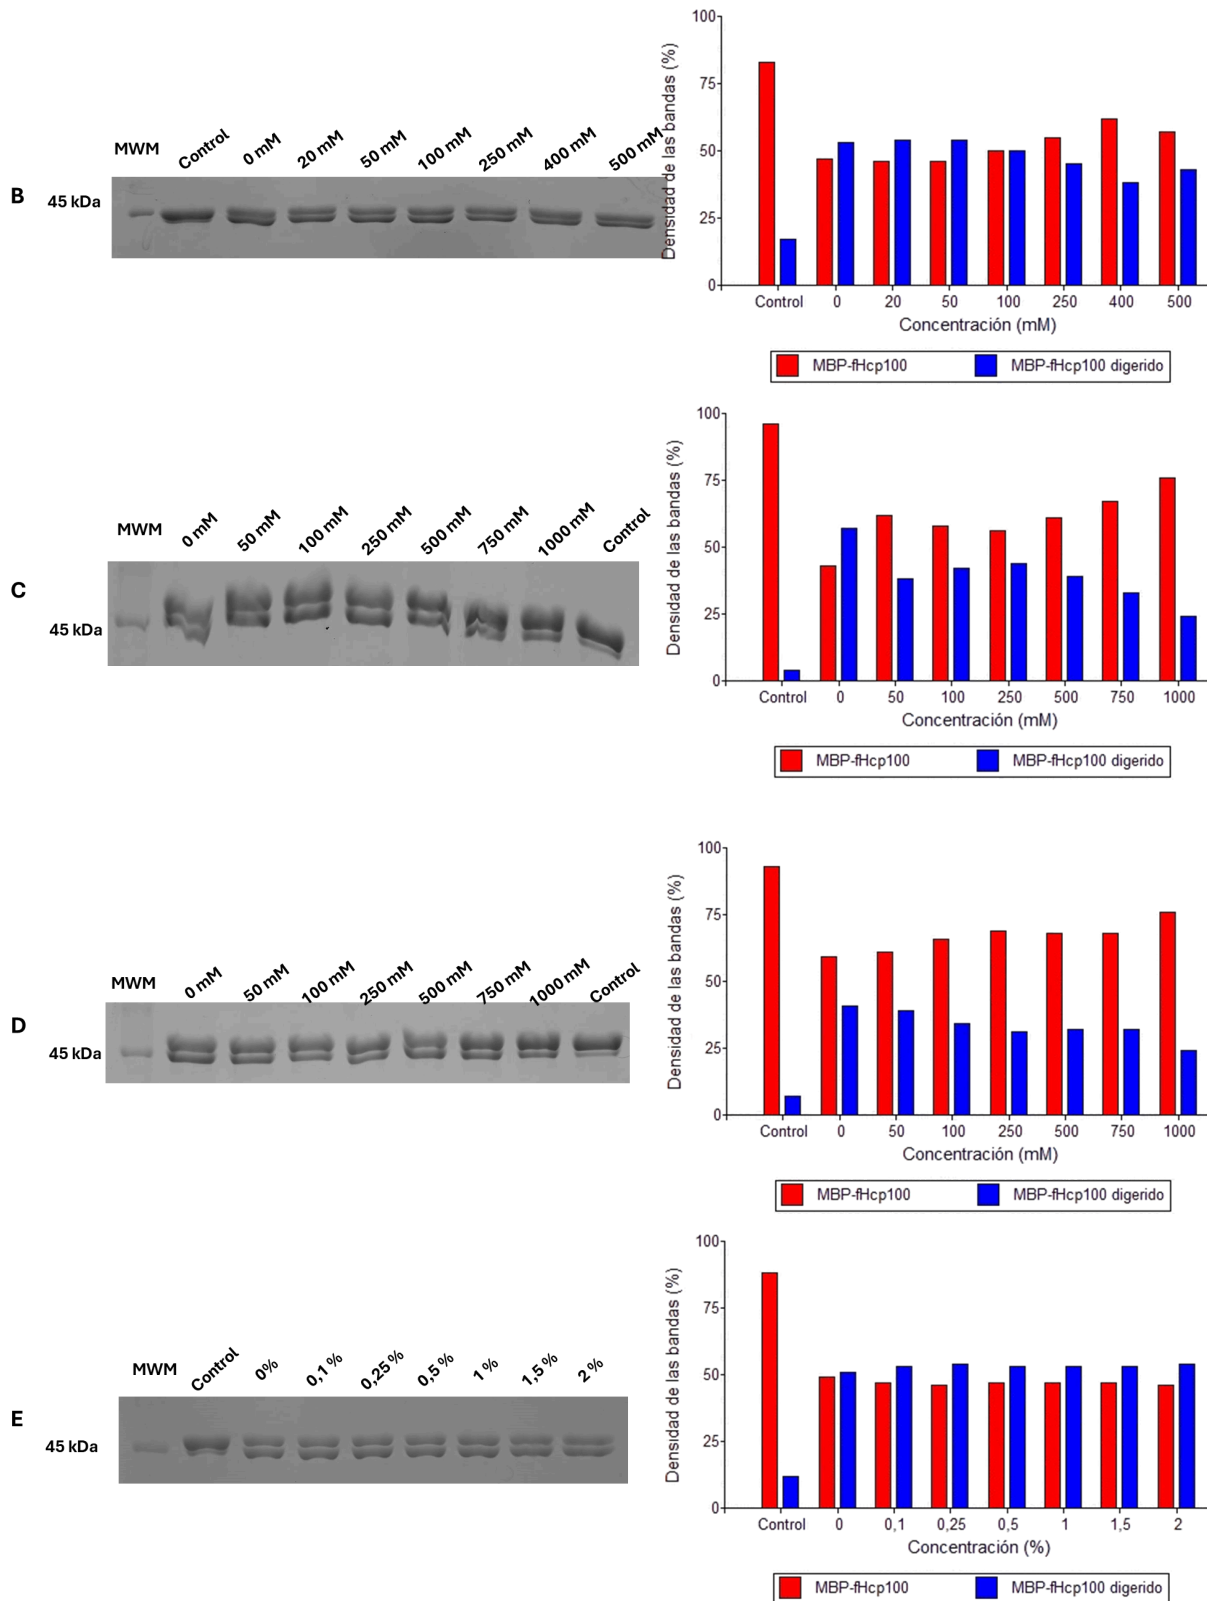 B
45 kDa
MWM Control 0 mM 20 mM 50 mM 100 mM 250 mM 400 mM 500 mM
Densidad de las bandas (%)
100
75
50
25
0
Control 0 20 50 100 250 400 500
Concentración (mM)
MBP-fHcp100 MBP-fHcp100 digerido
C
45 kDa
MWM 0 mM 50 mM 100 mM 250 mM 500 mM 750 mM 1000 mM Control
Densidad de las bandas (%)
100
75
50
25
0
Control 0 50 100 250 500 750 1000
Concentración (mM)
MBP-fHcp100 MBP-fHcp100 digerido
D
45 kDa
MWM 0 mM 50 mM 100 mM 250 mM 500 mM 750 mM 1000 mM Control
Densidad de las bandas (%)
100
75
50
25
0
Control 0 50 100 250 500 750 1000
Concentración (mM)
MBP-fHcp100 MBP-fHcp100 digerido
E
45 kDa
MWM Control 0% 0,1 % 0,25 % 0,5 % 1 % 1,5 % 2 %
Densidad de las bandas (%)
100
75
50
25
0
Control 0 0,1 0,25 0,5 1 1,5 2
Concentración (%)
MBP-fHcp100 MBP-fHcp100 digerido